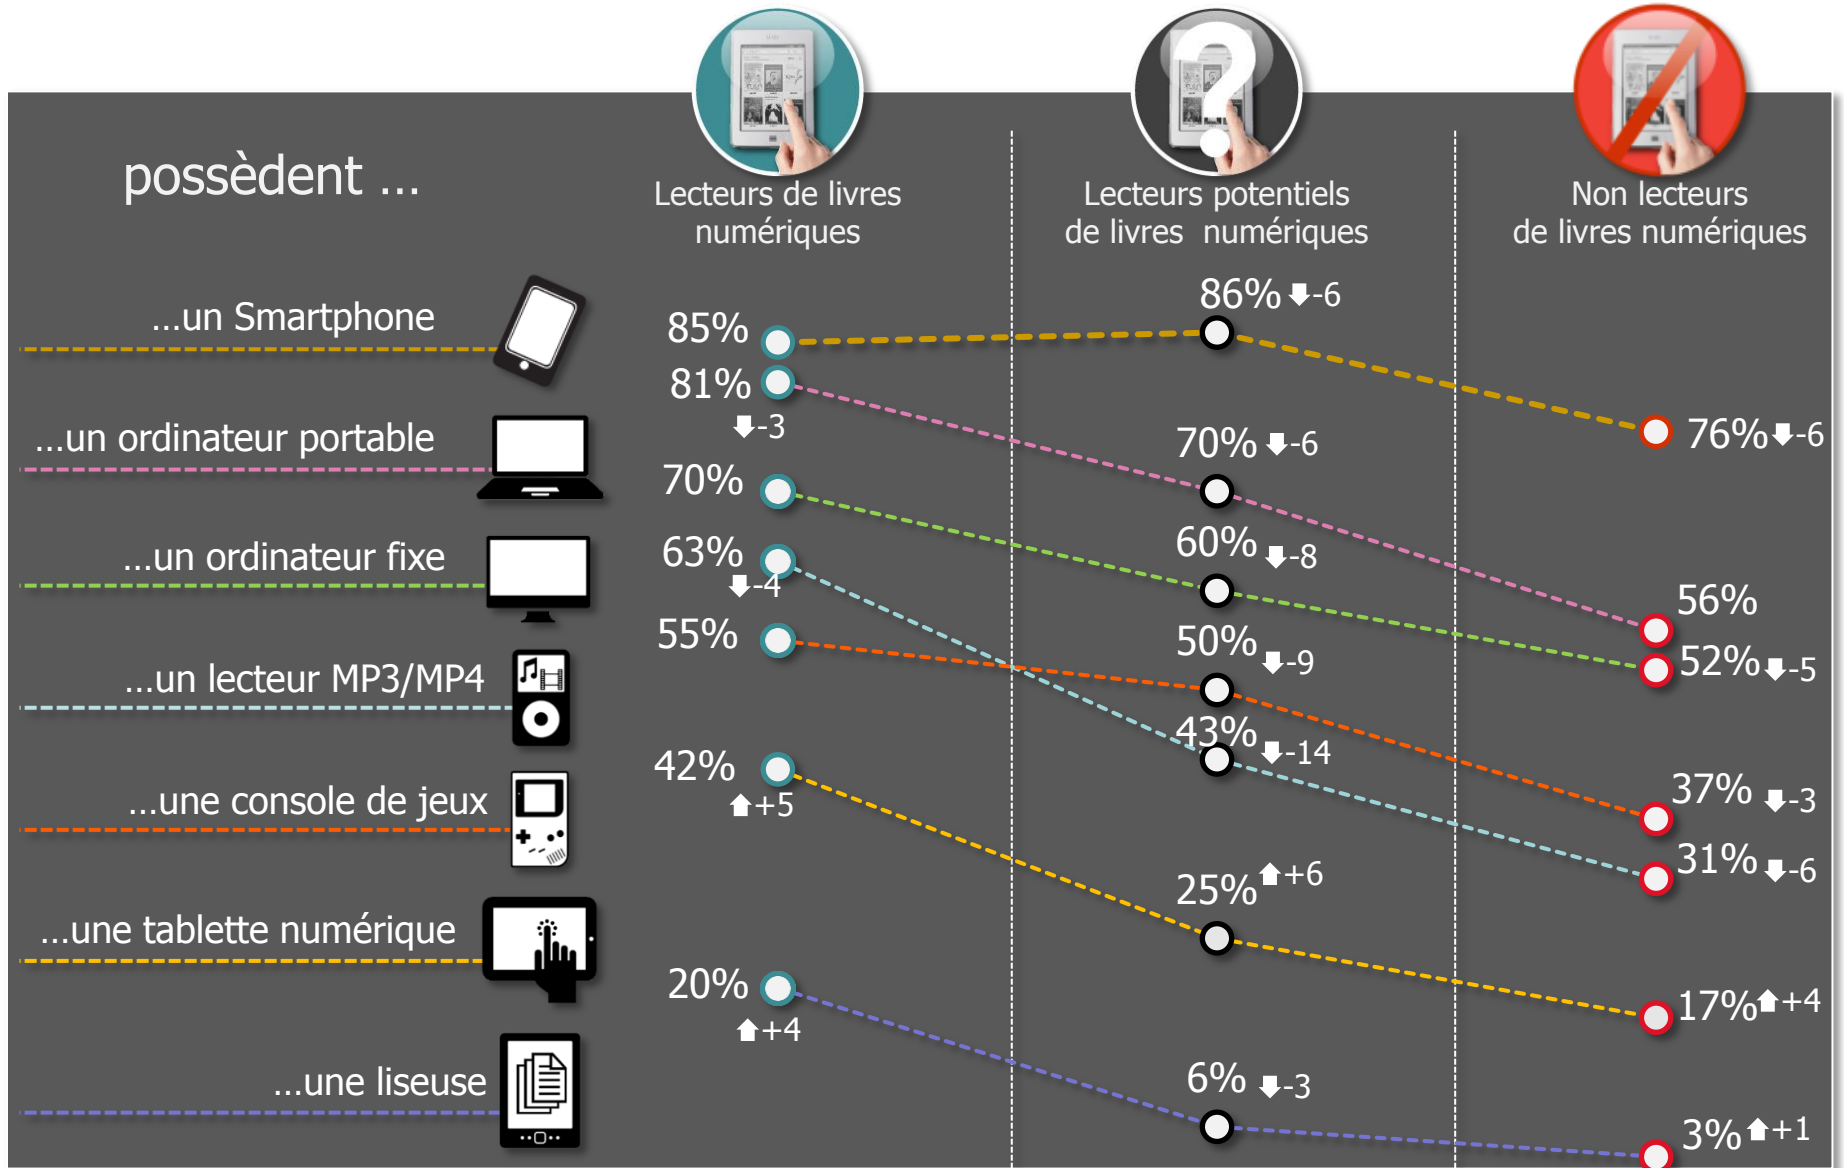 possèdent ...
Lecteurs de livres
numériques
Lecteurs potentiels
de livres numériques
Non lecteurs
de livres numériques
...un Smartphone
85%
86% -6
76% -6
...un ordinateur portable
81%
-3
70% -6
56%
...un ordinateur fixe
70%
60% -8
52% -5
...un lecteur MP3/MP4
63%
-4
43% -14
31% -6
...une console de jeux
55%
50% -9
37% -3
...une tablette numérique
42%
+5
25% +6
17% +4
...une liseuse
20%
+4
6% -3
3% +1